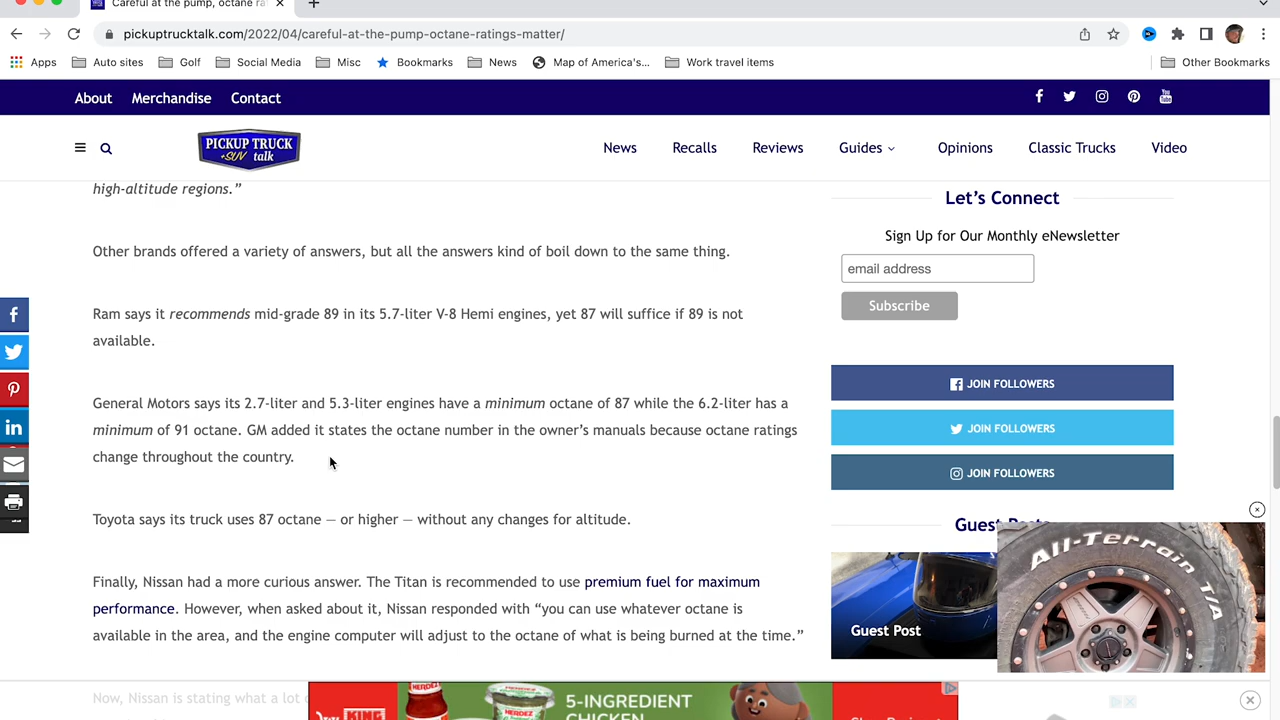 Careful at the pump, octane ra
pickuptrucktalk.com/2022/04/careful-at-the-pump-octane-ratings-matter/
Apps Auto sites Golf Social Media Misc Bookmarks News Map of America's... Work travel items Other Bookmarks
About Merchandise Contact
PICKUP TRUCK
+SUV talk
News Recalls Reviews Guides Opinions Classic Trucks Video
high-altitude regions.”
Other brands offered a variety of answers, but all the answers kind of boil down to the same thing.
Ram says it recommends mid-grade 89 in its 5.7-liter V-8 Hemi engines, yet 87 will suffice if 89 is not
available.
General Motors says its 2.7-liter and 5.3-liter engines have a minimum octane of 87 while the 6.2-liter has a
minimum of 91 octane. GM added it states the octane number in the owner’s manuals because octane ratings
change throughout the country.
Toyota says its truck uses 87 octane — or higher — without any changes for altitude.
Finally, Nissan had a more curious answer. The Titan is recommended to use premium fuel for maximum
performance. However, when asked about it, Nissan responded with “you can use whatever octane is
available in the area, and the engine computer will adjust to the octane of what is being burned at the time.”
Now, Nissan is stating what a lot
Let’s Connect
Sign Up for Our Monthly eNewsletter
email address
Subscribe
JOIN FOLLOWERS
JOIN FOLLOWERS
JOIN FOLLOWERS
Guest Posts
Guest Post
All-Terrain T/A
HERDEZ
HERDEZ
KING
5-INGREDIENT
CHICKEN